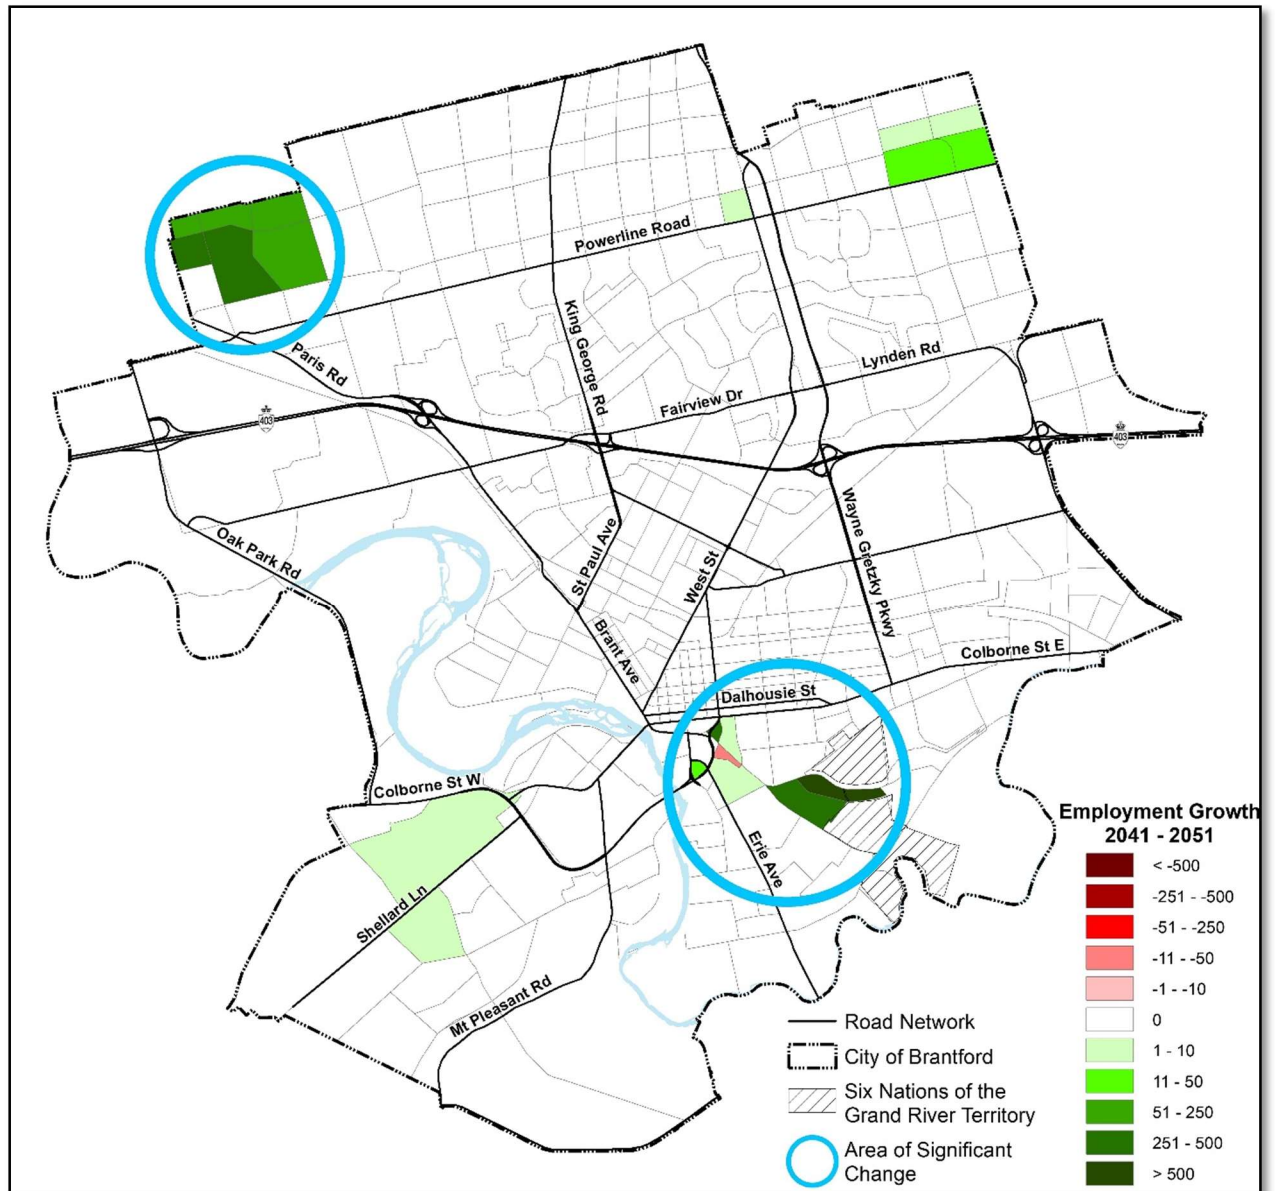 Powerline Road
King George Rd
Paris Rd
Lynden Rd
Fairview Dr
403
403
Wayne Gretzky Pkwy
St Paul Ave
Oak Park Rd
West St
Brant Ave
Colborne St E
Dalhousie St
Colborne St W
Erie Ave
Shellard Ln
Mt Pleasant Rd
Employment Growth
2041 - 2051
< -500
-251 - -500
-51 - -250
-11 - -50
-1 - -10
0
1 - 10
11 - 50
51 - 250
251 - 500
> 500
Road Network
City of Brantford
Six Nations of the
Grand River Territory
Area of Significant
Change